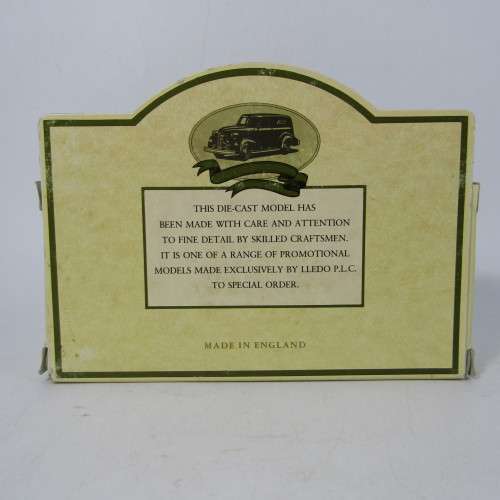 THIS DIE-CAST MODEL HAS
BEEN MADE WITH CARE AND ATTENTION
TO FINE DETAIL BY SKILLED CRAFTSMEN.
IT IS ONE OF A RANGE OF PROMOTIONAL
MODELS MADE EXCLUSIVELY BY LLEDO P.L.C.
TO SPECIAL ORDER.
MADE IN ENGLAND